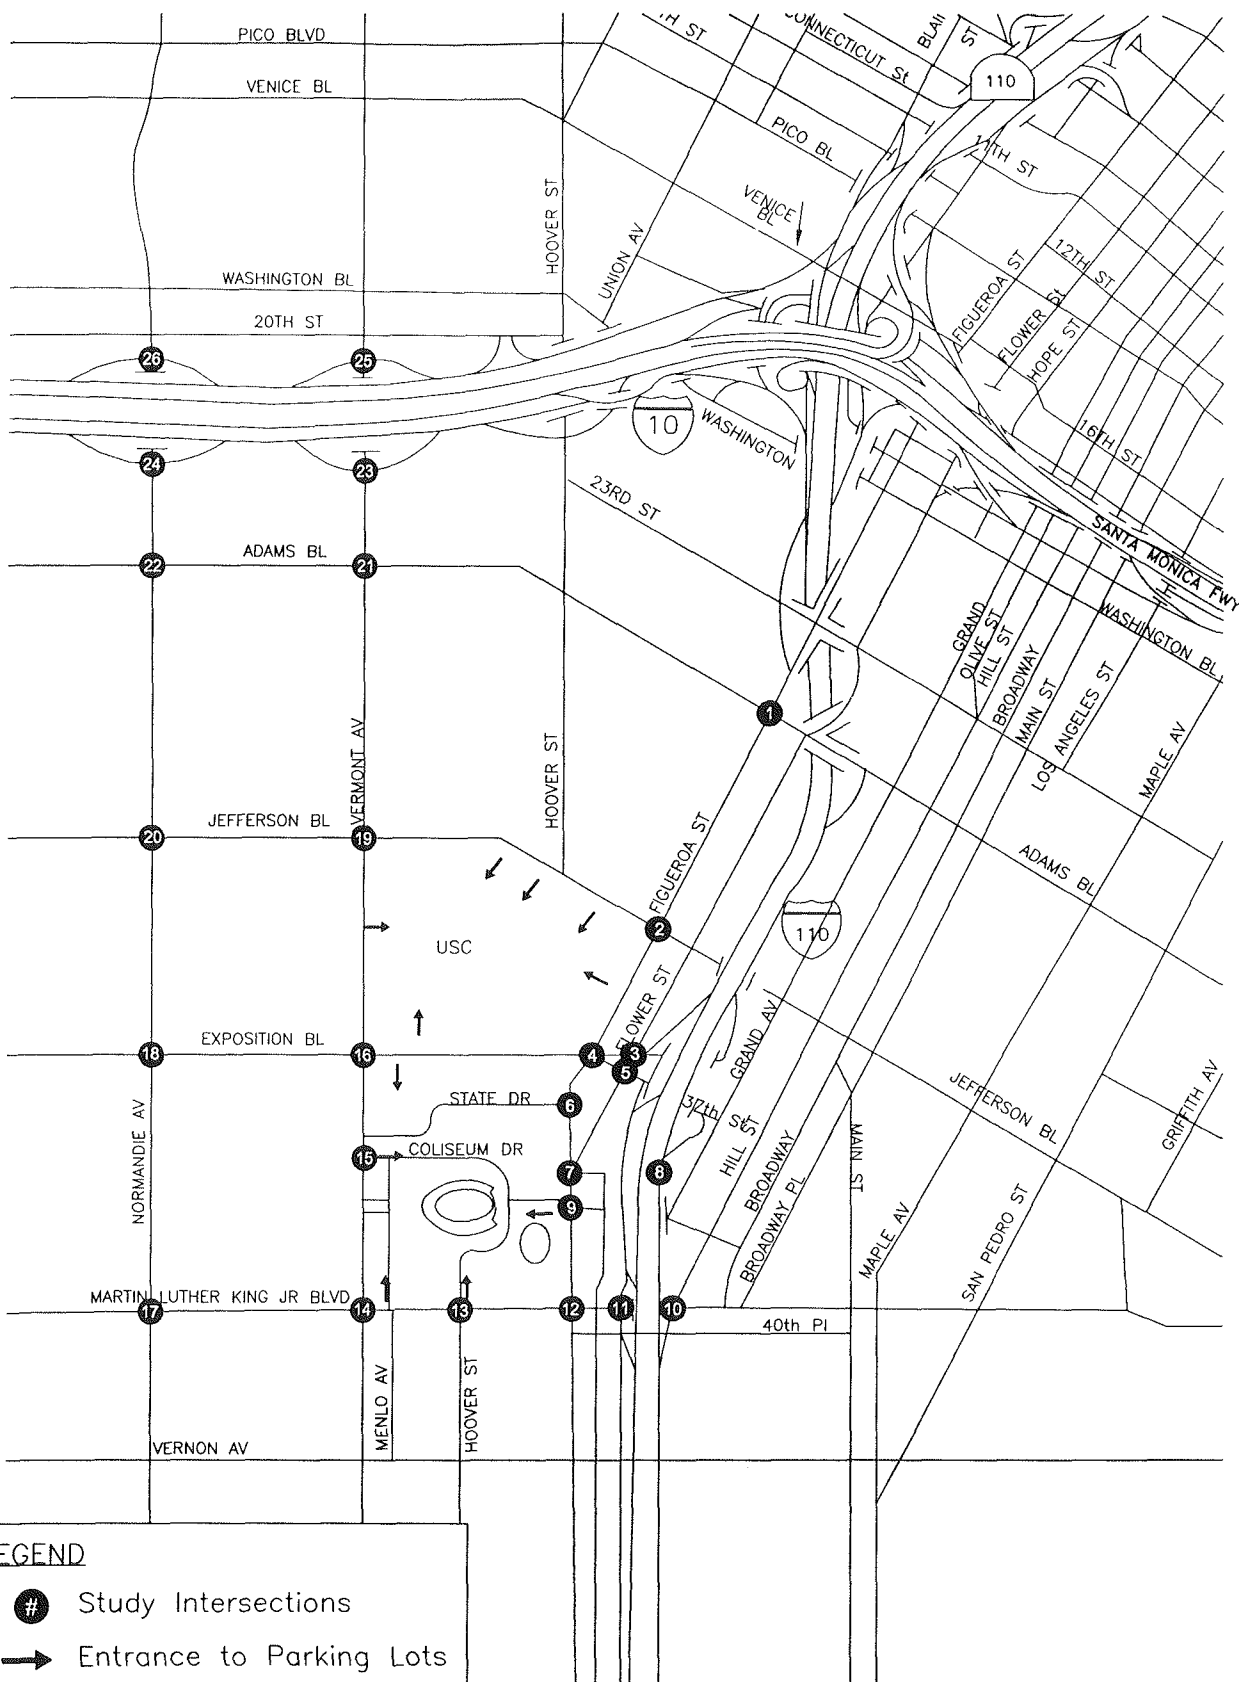 PICO BLVD
TH ST
CONNECTICUT St
BLAI
ST
110
VENICE BL
PICO BL
11TH ST
HOOVER ST
VENICE
BL
UNION AV
12TH ST
FIGUEROA ST
FLOWER St
HOPE ST
WASHINGTON BL
20TH ST
26
25
10
WASHINGTON
16TH ST
24
23
23RD ST
SANTA MONICA FWY
ADAMS BL
22
21
WASHINGTON BL
GRAND
OLIVE ST
HILL ST
BROADWAY
MAIN ST
LOS ANGELES ST
MAPLE AV
1
VERMONT AV
HOOVER ST
JEFFERSON BL
20
19
FIGUEROA ST
ADAMS BL
2
110
USC
FLOWER ST
GRAND AV
EXPOSITION BL
18
16
4
3
5
JEFFERSON BL
GRIFFITH AV
STATE DR
6
37th St
HILL ST
BROADWAY
MAIN ST
NORMANDIE AV
15
COLISEUM DR
7
8
9
BROADWAY PL
MAPLE AV
SAN PEDRO ST
MARTIN LUTHER KING JR BLVD
17
14
13
12
11
10
40th Pl
MENLO AV
HOOVER ST
VERNON AV
EGEND
# Study Intersections
Entrance to Parking Lots